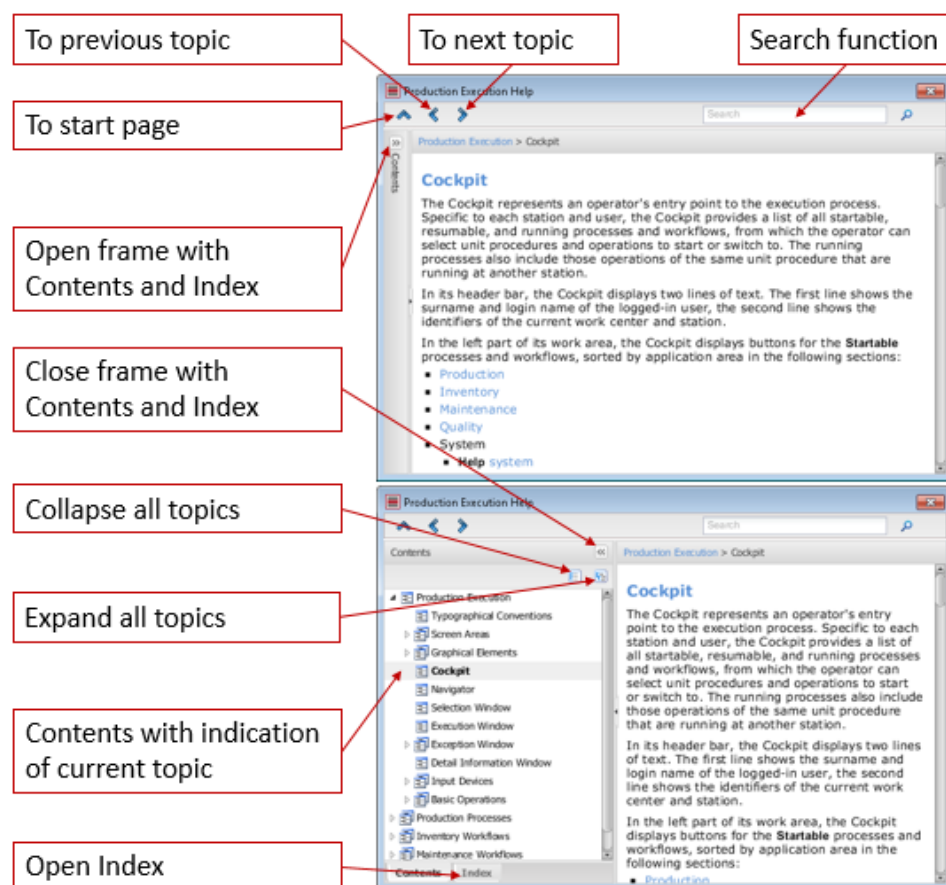 To previous topic
To next topic
Search function
Production Execution Help
To start page
Search
Production Execution > Cockpit
Contents
Cockpit
The Cockpit represents an operator's entry point to the execution process.
Specific to each station and user, the Cockpit provides a list of all startable,
resumable, and running processes and workflows, from which the operator can
select unit procedures and operations to start or switch to. The running
processes also include those operations of the same unit procedure that are
running at another station.
Open frame with
Contents and Index
In its header bar, the Cockpit displays two lines of text. The first line shows the
surname and login name of the logged-in user, the second line shows the
identifiers of the current work center and station.
In the left part of its work area, the Cockpit displays buttons for the Startable
processes and workflows, sorted by application area in the following sections:
Close frame with
Contents and Index
▪ Production
▪ Inventory
▪ Maintenance
▪ Quality
▪ System
▪ Help system
Collapse all topics
Production Execution Help
Search
Contents
Production Execution > Cockpit
Expand all topics
Production Execution
Typographical Conventions
Screen Areas
Graphical Elements
Cockpit
Navigator
Selection Window
Execution Window
Exception Window
Detail Information Window
Input Devices
Basic Operations
Production Processes
Inventory Workflows
Maintenance Workflows
Contents
Index
Contents with indication
of current topic
Open Index
Cockpit
The Cockpit represents an operator's entry
point to the execution process. Specific to each
station and user, the Cockpit provides a list of
all startable, resumable, and running processes
and workflows, from which the operator can
select unit procedures and operations to start
or switch to. The running processes also include
those operations of the same unit procedure
that are running at another station.
In its header bar, the Cockpit displays two lines
of text. The first line shows the surname and
login name of the logged-in user, the second
line shows the identifiers of the current work
center and station.
In the left part of its work area, the Cockpit
displays buttons for the Startable processes and
workflows, sorted by application area in the
following sections:
▪ Production